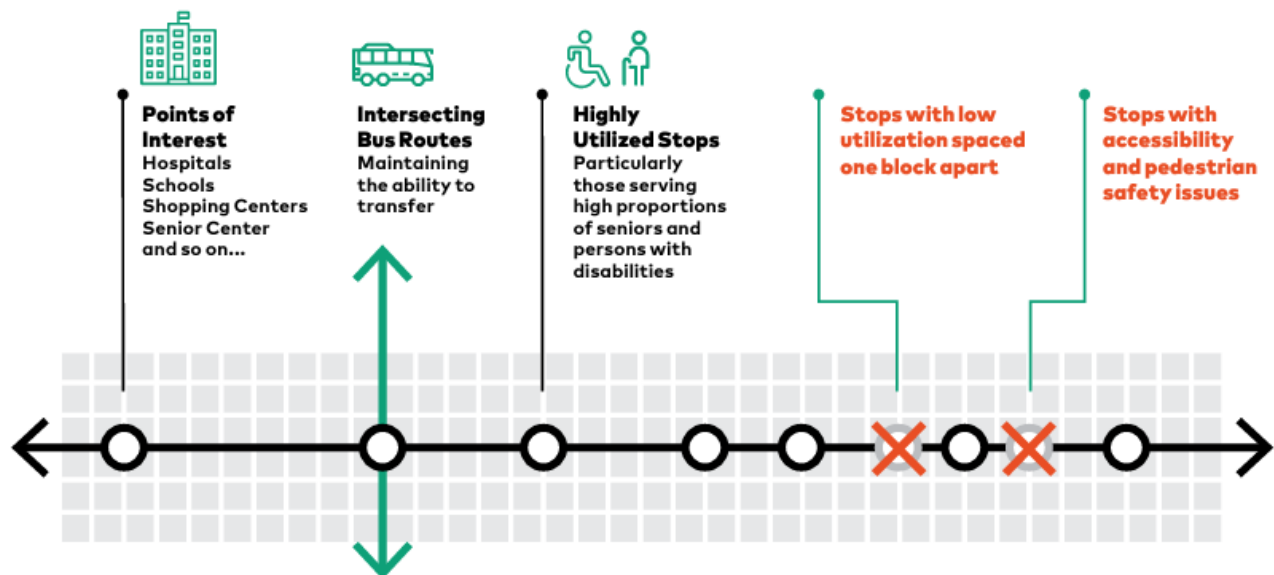 Points of
Interest
Hospitals
Schools
Shopping Centers
Senior Center
and so on...
Intersecting
Bus Routes
Maintaining
the ability to
transfer
Highly
Utilized Stops
Particularly
those serving
high proportions
of seniors and
persons with
disabilities
Stops with low
utilization spaced
one block apart
Stops with
accessibility
and pedestrian
safety issues